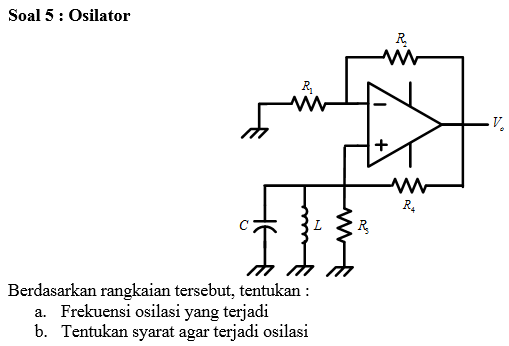 Soal 5 : Osilator
R₂
R₁
−
Vₒ
+
R₄
C
L
R₃
Berdasarkan rangkaian tersebut, tentukan :
a. Frekuensi osilasi yang terjadi
b. Tentukan syarat agar terjadi osilasi